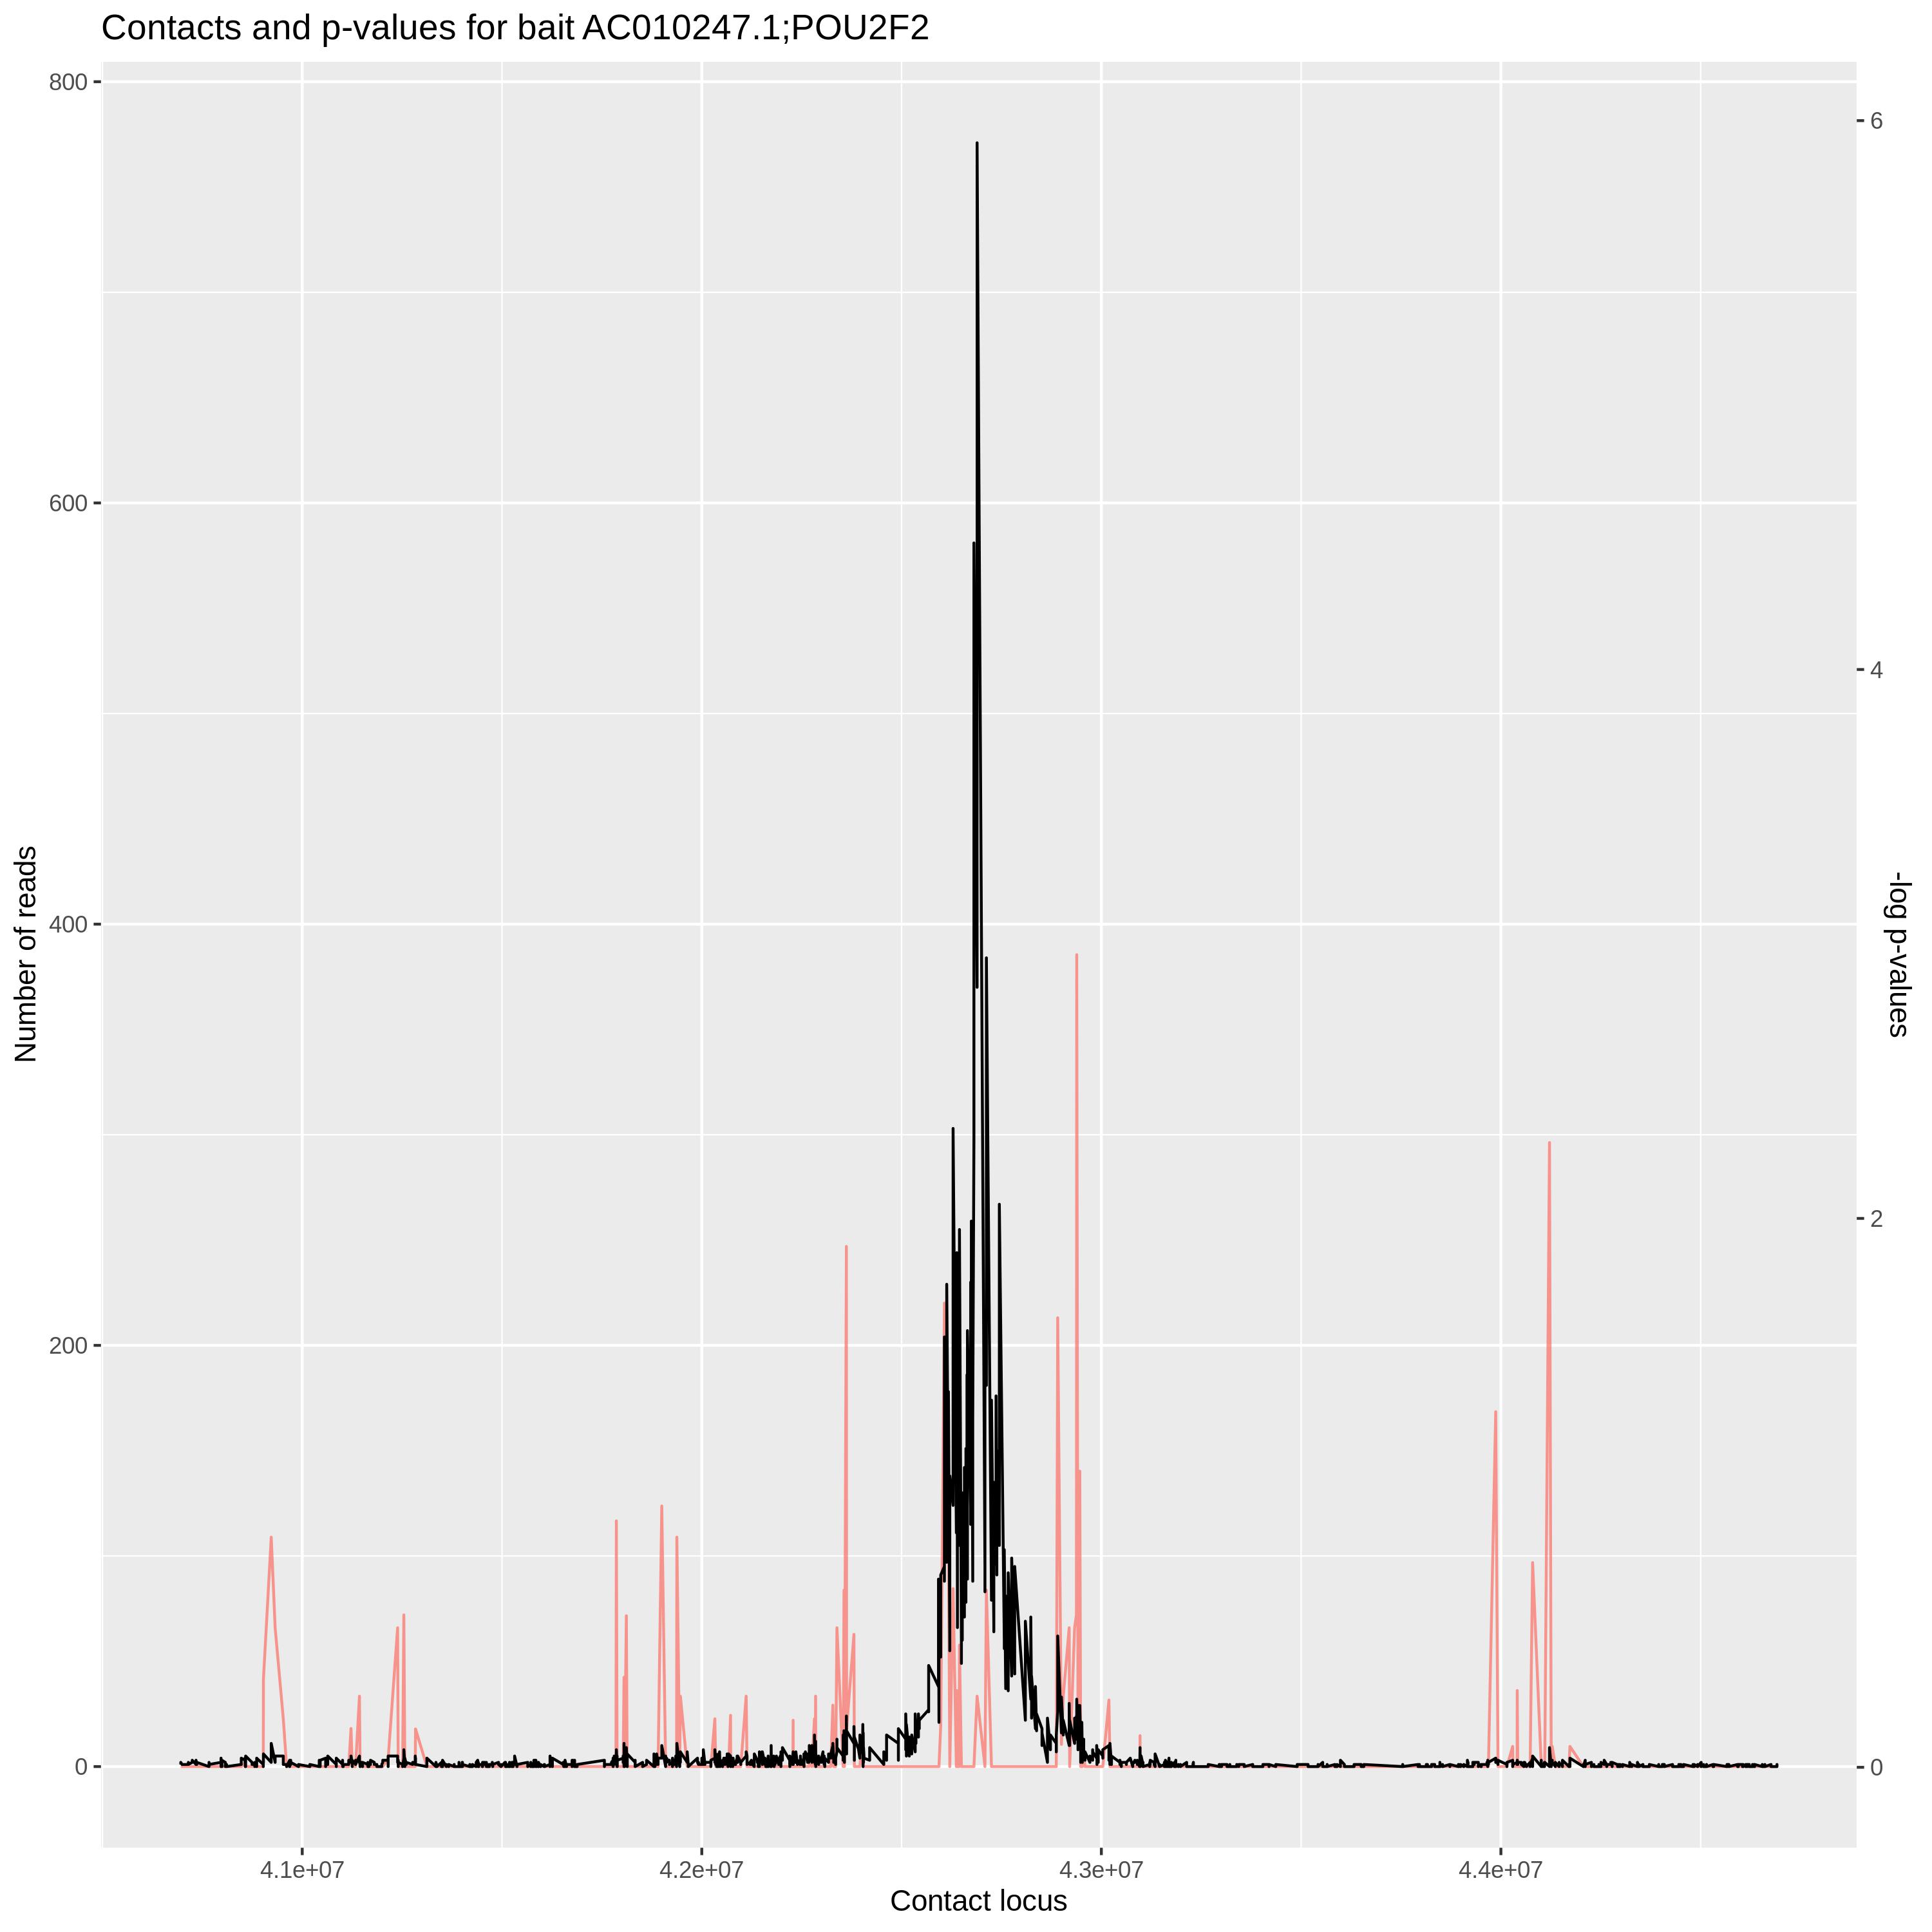 Contacts and p-values for bait AC010247.1;POU2F2
800
600
400
200
0
Number of reads
6
4
2
0
-log p-values
4.1e+07
4.2e+07
4.3e+07
4.4e+07
Contact locus